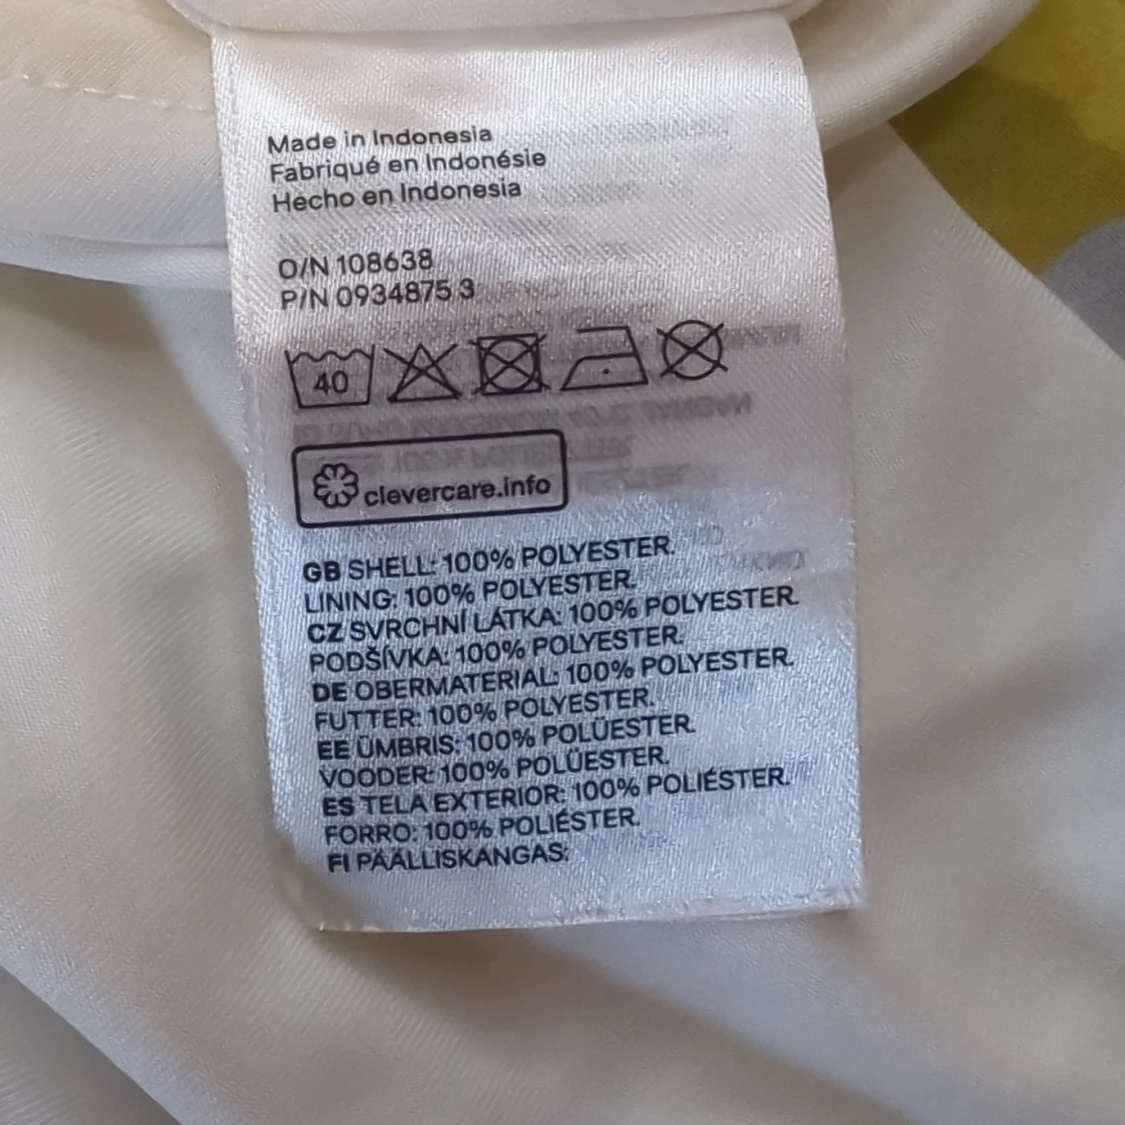 Made in Indonesia
Fabriqué en Indonésie
Hecho en Indonesia
O/N 108638
P/N 0934875 3
40
clevercare.info
GB SHELL: 100% POLYESTER.
LINING: 100% POLYESTER.
CZ SVRCHNÍ LÁTKA: 100% POLYESTER.
PODŠÍVKA: 100% POLYESTER.
DE OBERMATERIAL: 100% POLYESTER.
FUTTER: 100% POLYESTER.
EE ÜMBRIS: 100% POLÜESTER.
VOODER: 100% POLÜESTER.
ES TELA EXTERIOR: 100% POLIÉSTER.
FORRO: 100% POLIÉSTER.
FI PÄÄLLISKANGAS: